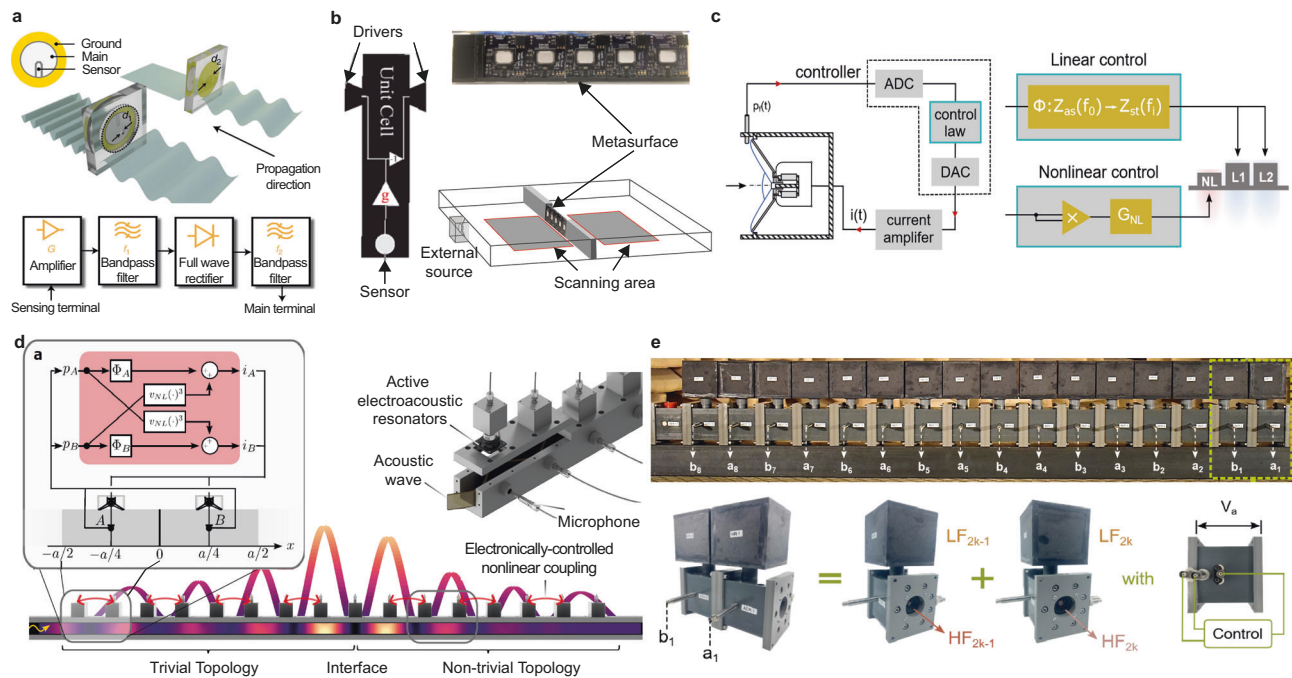 a
Ground
Main
Sensor
d₁
d₂
Propagation
direction
G
Amplifier
f₁
Bandpass
filter
Full wave
rectifier
f₂
Bandpass
filter
Sensing terminal
Main terminal
b
Drivers
Unit Cell
g
Sensor
Metasurface
External
source
Scanning area
c
controller
ADC
control
law
DAC
current
amplifer
pf(t)
i(t)
Linear control
Φ: Zas(f₀) → Zst(fi)
Nonlinear control
×
GNL
NL
L1
L2
d
a
pA
ΦA
iA
vNL(·)³
vNL(·)³
pB
ΦB
iB
A
B
−a/2
−a/4
0
a/4
a/2
x
Active
electroacoustic
resonators
Acoustic
wave
Microphone
Electronically-controlled
nonlinear coupling
Trivial Topology
Interface
Non-trivial Topology
b₈ a₈ b₇ a₇ b₆ a₆ b₅ a₅ b₄ a₄ b₃ a₃ b₂ a₂ b₁ a₁
e
b₁
a₁
=
LF2k-1
HF2k-1
+
LF2k
HF2k
with
Va
Control